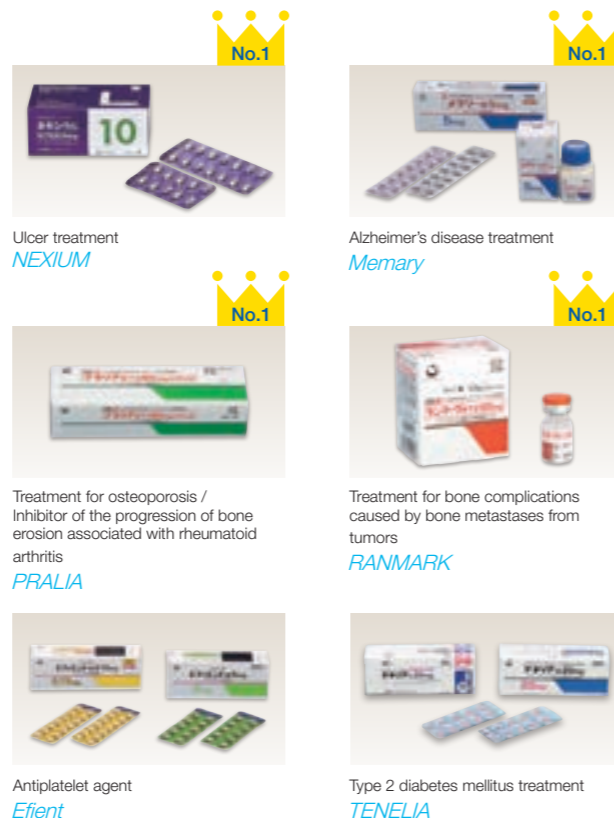 No.1
No.1
10
Ulcer treatment
NEXIUM
Alzheimer's disease treatment
Memary
No.1
No.1
Treatment for osteoporosis /
Inhibitor of the progression of bone
erosion associated with rheumatoid
arthritis
PRALIA
Treatment for bone complications
caused by bone metastases from
tumors
RANMARK
Antiplatelet agent
Efient
Type 2 diabetes mellitus treatment
TENELIA